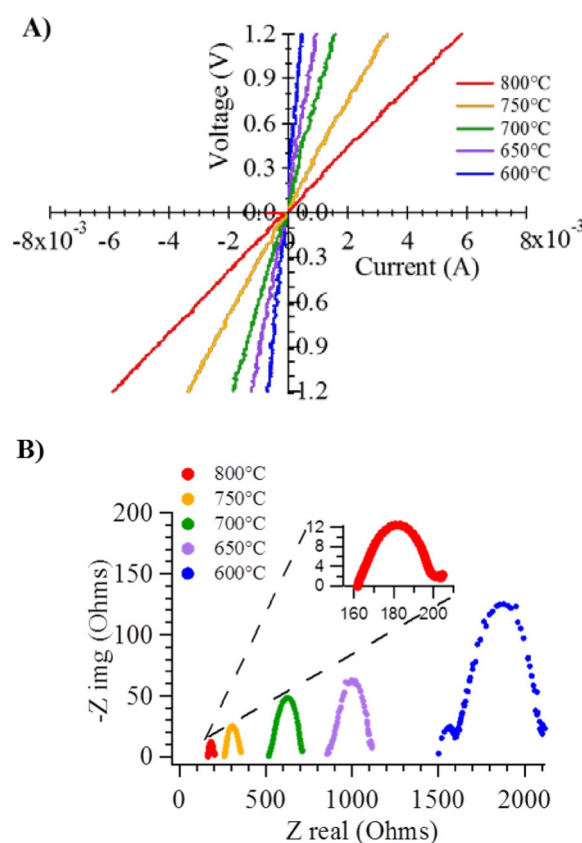 A)
1.2
0.9
0.6
0.3
0.0
0.0
0.3
0.6
0.9
1.2
Voltage (V)
-8x10⁻³
-6
-4
-2
0
2
4
6
8x10⁻³
Current (A)
800°C
750°C
700°C
650°C
600°C
B)
800°C
750°C
700°C
650°C
600°C
200
150
100
50
0
-Z img (Ohms)
12
8
4
0
160 180 200
0 500 1000 1500 2000
Z real (Ohms)